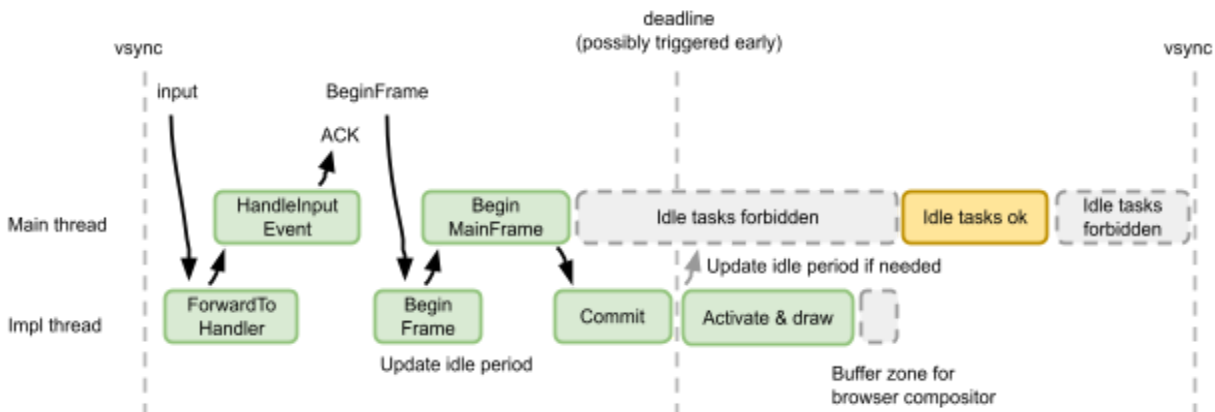 deadline
(possibly triggered early)
vsync
vsync
input
BeginFrame
ACK
Main thread
HandleInput
Event
Begin
MainFrame
Idle tasks forbidden
Idle tasks ok
Idle tasks
forbidden
Update idle period if needed
Impl thread
ForwardTo
Handler
Begin
Frame
Commit
Activate & draw
Update idle period
Buffer zone for
browser compositor